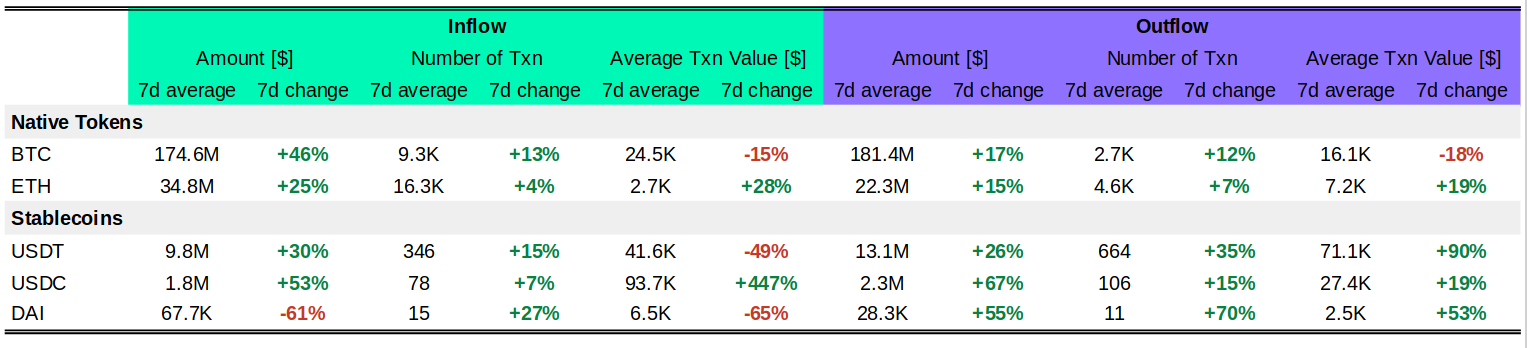 Inflow Outflow
Amount [$] Number of Txn Average Txn Value [$] Amount [$] Number of Txn Average Txn Value [$]
7d average 7d change 7d average 7d change 7d average 7d change 7d average 7d change 7d average 7d change 7d average 7d change
Native Tokens
BTC 174.6M +46% 9.3K +13% 24.5K -15% 181.4M +17% 2.7K +12% 16.1K -18%
ETH 34.8M +25% 16.3K +4% 2.7K +28% 22.3M +15% 4.6K +7% 7.2K +19%
Stablecoins
USDT 9.8M +30% 346 +15% 41.6K -49% 13.1M +26% 664 +35% 71.1K +90%
USDC 1.8M +53% 78 +7% 93.7K +447% 2.3M +67% 106 +15% 27.4K +19%
DAI 67.7K -61% 15 +27% 6.5K -65% 28.3K +55% 11 +70% 2.5K +53%